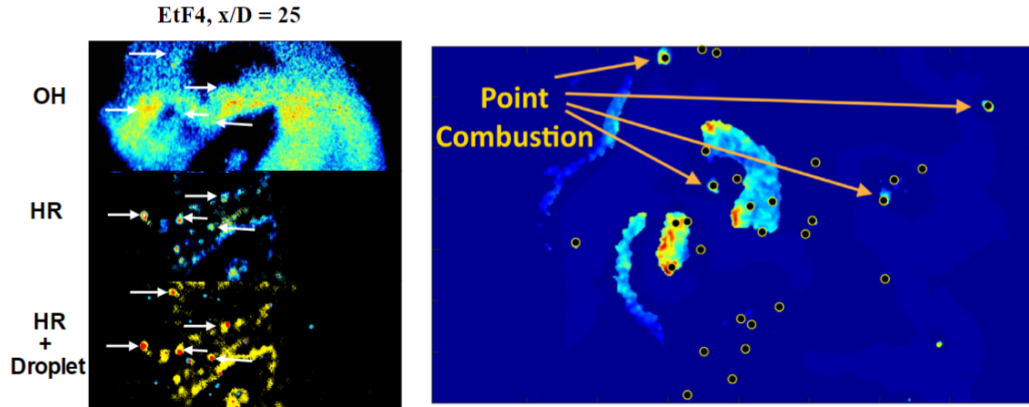 EtF4, x/D = 25
OH
HR
HR
+
Droplet
Point
Combustion